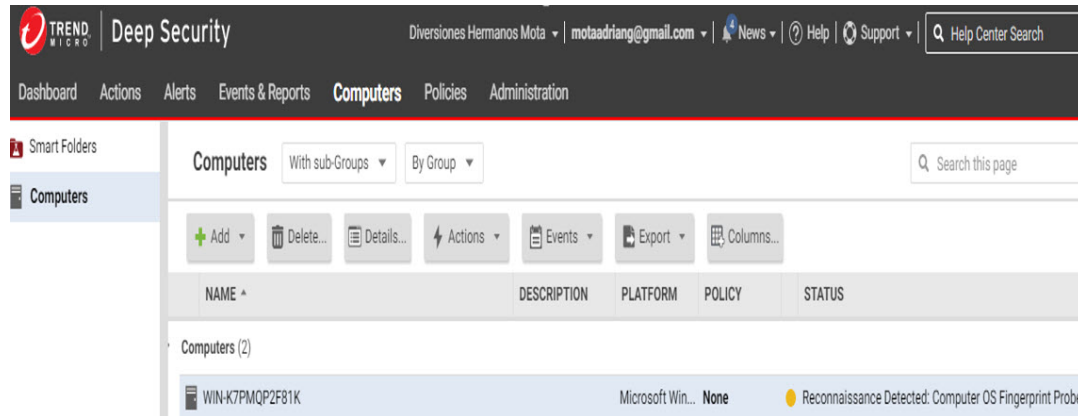 TREND MICRO Deep Security Diversiones Hermanos Mota motaadriang@gmail.com 4 News Help Support Help Center Search
Dashboard Actions Alerts Events & Reports Computers Policies Administration
Smart Folders
Computers
Computers With sub-Groups By Group Search this page
Add Delete... Details... Actions Events Export Columns...
NAME DESCRIPTION PLATFORM POLICY STATUS
Computers (2)
WIN-K7PMQP2F81K Microsoft Win... None Reconnaissance Detected: Computer OS Fingerprint Probe